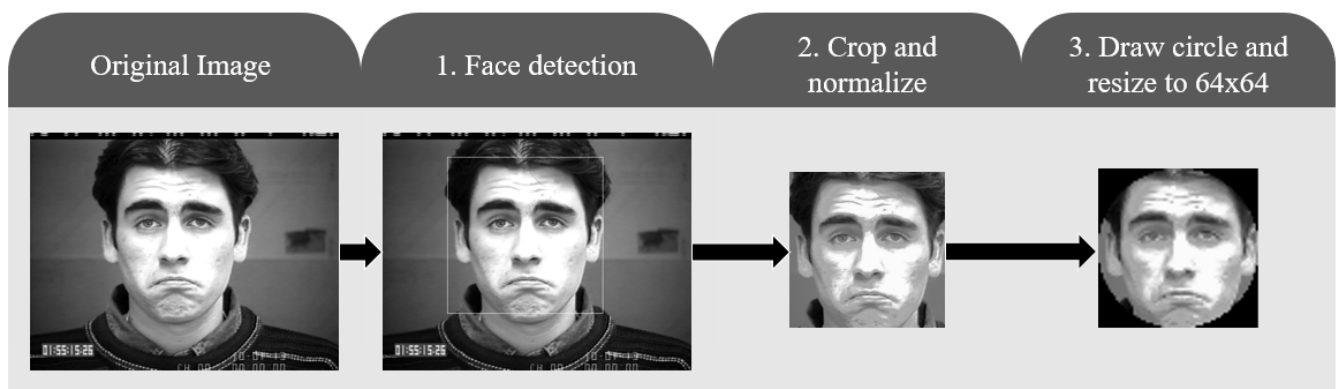 Original Image
1. Face detection
2. Crop and
normalize
3. Draw circle and
resize to 64x64
01:55:15:26
01:55:15:26